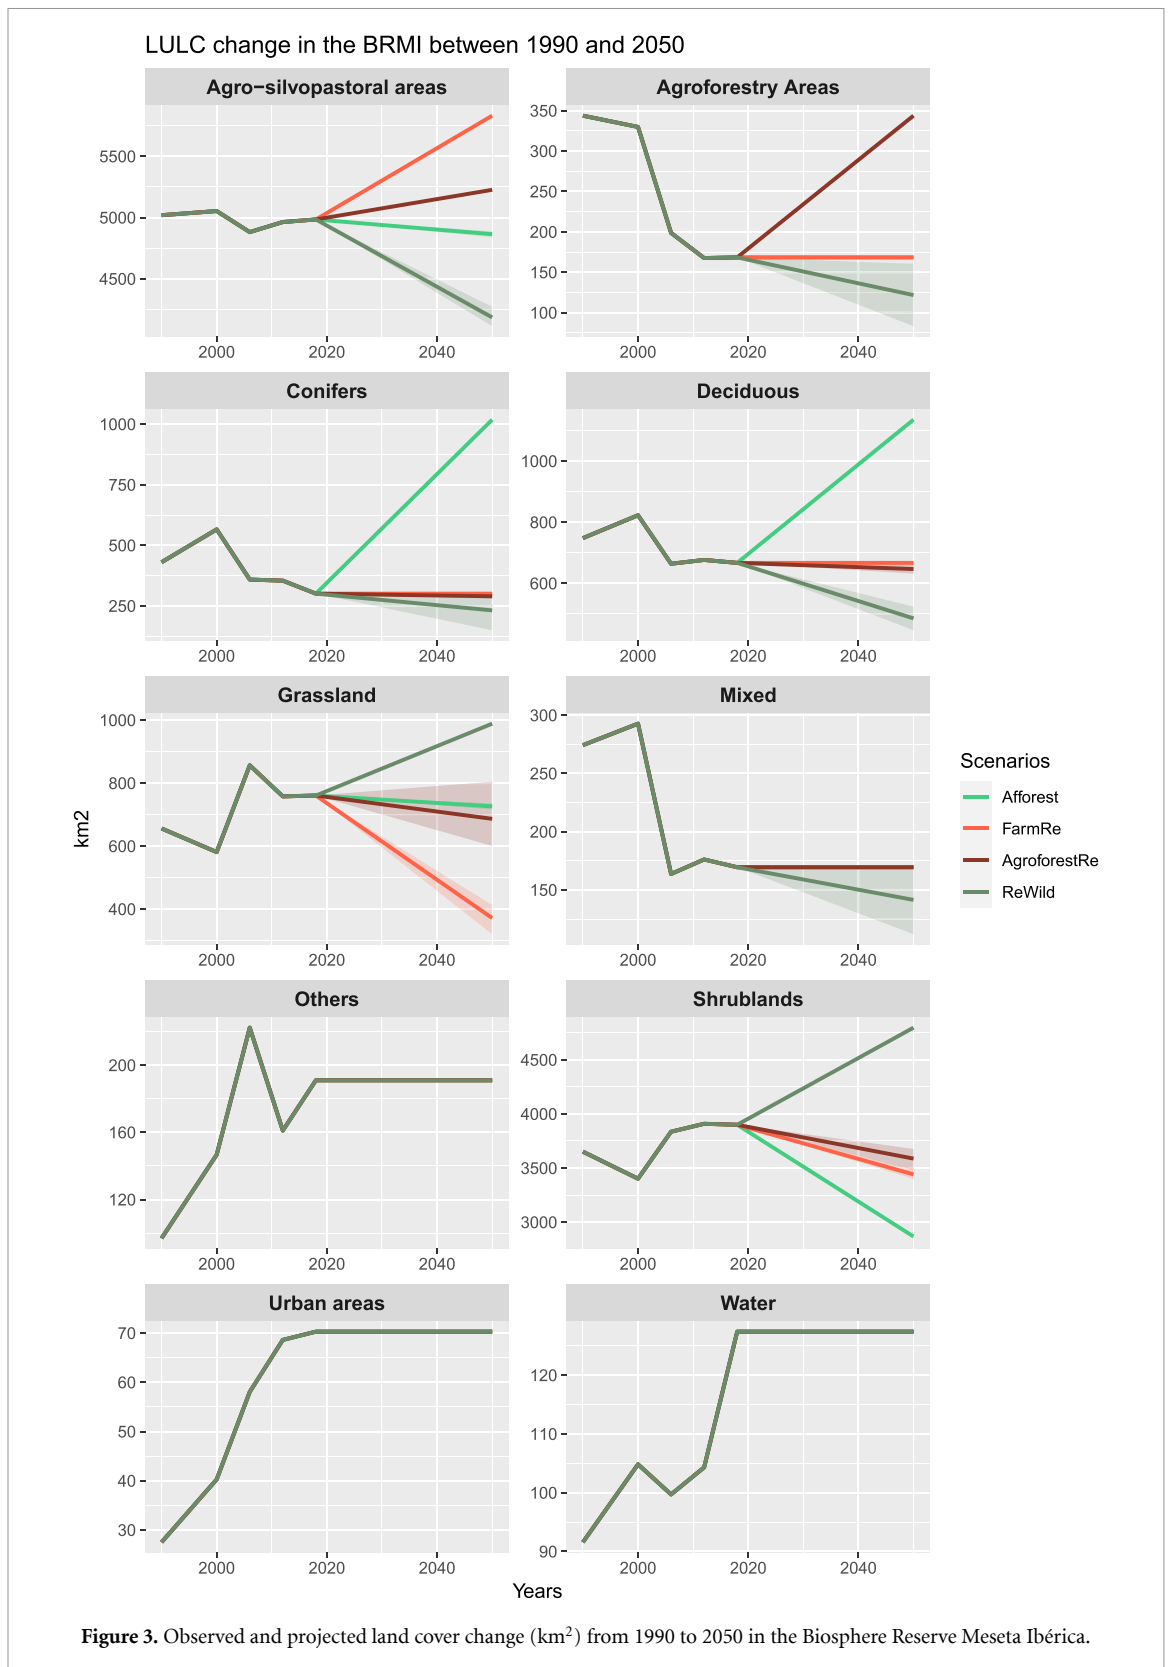 LULC change in the BRMI between 1990 and 2050
Agro−silvopastoral areas
5500
5000
4500
2000 2020 2040
Agroforestry Areas
350
300
250
200
150
100
2000 2020 2040
Conifers
1000
750
500
250
2000 2020 2040
Deciduous
1000
800
600
2000 2020 2040
Grassland
1000
800
600
400
2000 2020 2040
Mixed
300
250
200
150
2000 2020 2040
Others
200
160
120
2000 2020 2040
Shrublands
4500
4000
3500
3000
2000 2020 2040
Urban areas
70
60
50
40
30
2000 2020 2040
Water
120
110
100
90
2000 2020 2040
km2
Years
Scenarios
Afforest
FarmRe
AgroforestRe
ReWild
Figure 3. Observed and projected land cover change (km²) from 1990 to 2050 in the Biosphere Reserve Meseta Ibérica.